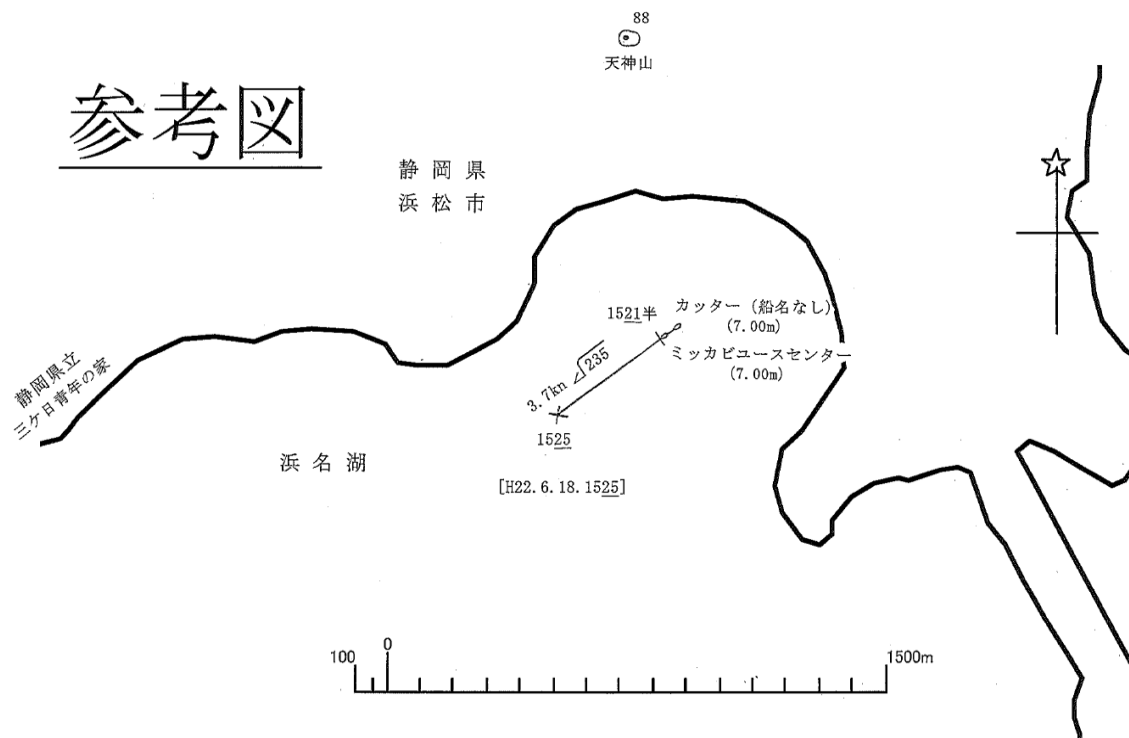 88
天神山
参考図
静岡県
浜松市
1521半
カッター (船名なし)
(7.00m)
ミッカビユースセンター
(7.00m)
3.7kn ∠235
1525
静岡県立
三ケ日青年の家
浜名湖
[H22.6.18.1525]
100 0 1500m